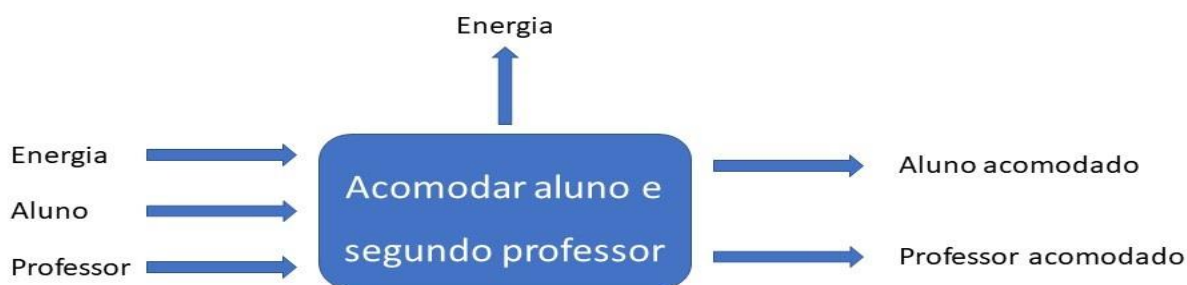 Energia
Energia
Aluno
Professor
Acomodar aluno e
segundo professor
Aluno acomodado
Professor acomodado